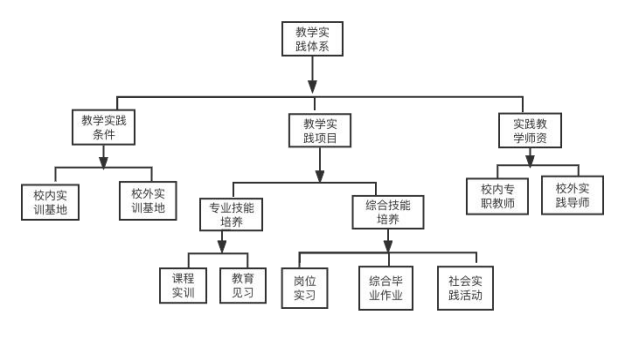 教学实
践体系
教学实践
条件
教学实
践项目
实践教
学师资
校内实
训基地
校外实
训基地
专业技能
培养
综合技能
培养
校内专
职教师
校外实
践导师
课程
实训
教育
见习
岗位
实习
综合毕
业作业
社会实
践活动